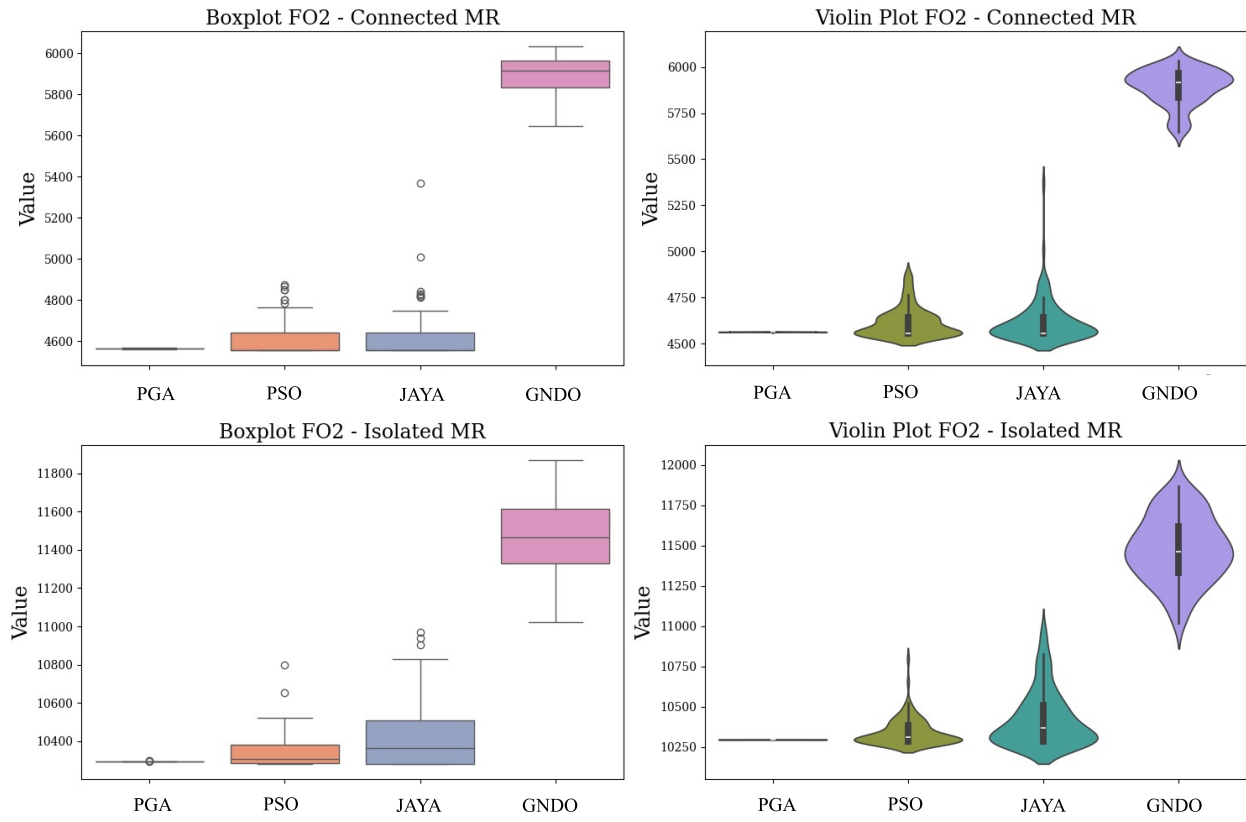 Boxplot FO2 - Connected MR
Value
6000
5800
5600
5400
5200
5000
4800
4600
PGA PSO JAYA GNDO
Violin Plot FO2 - Connected MR
Value
6000
5750
5500
5250
5000
4750
4500
PGA PSO JAYA GNDO
Boxplot FO2 - Isolated MR
Value
11800
11600
11400
11200
11000
10800
10600
10400
PGA PSO JAYA GNDO
Violin Plot FO2 - Isolated MR
Value
12000
11750
11500
11250
11000
10750
10500
10250
PGA PSO JAYA GNDO